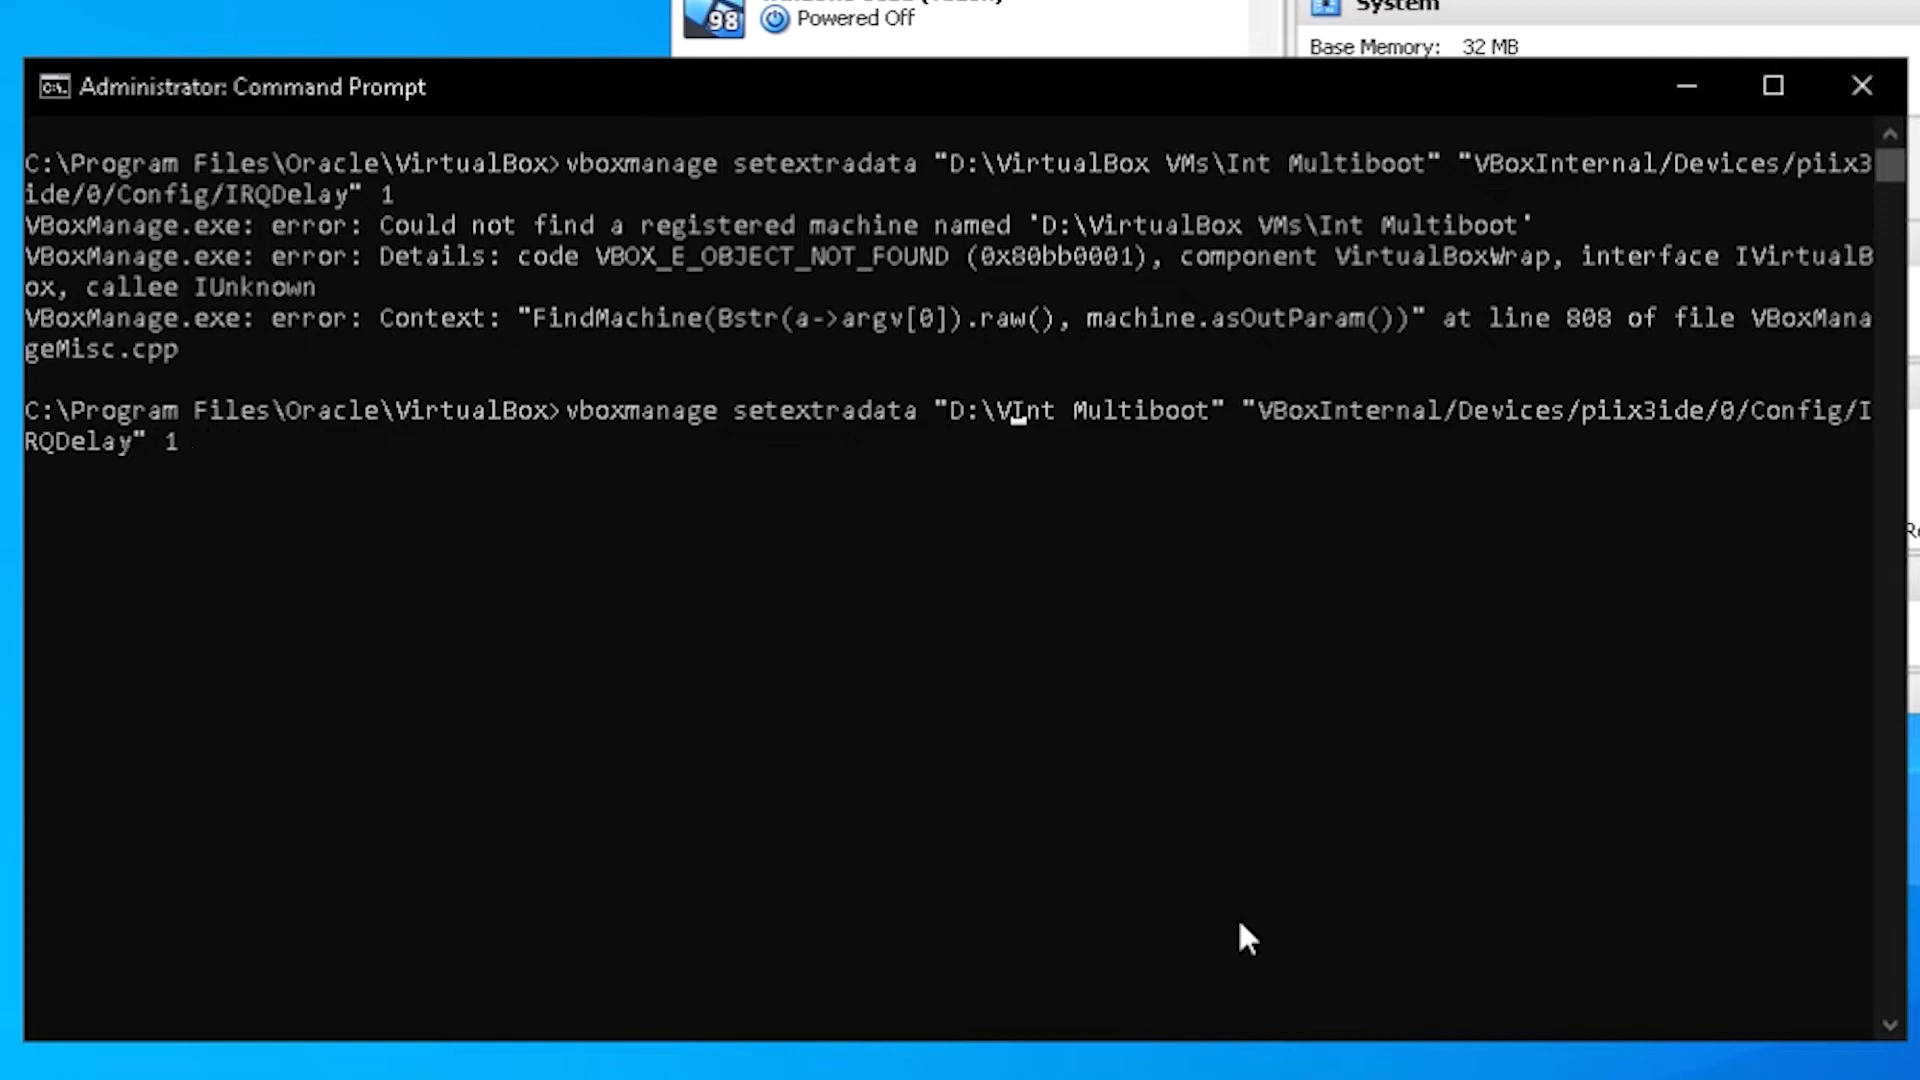 98
Powered Off
System
Base Memory: 32 MB
Administrator: Command Prompt
C:\Program Files\Oracle\VirtualBox>vboxmanage setextradata "D:\VirtualBox VMs\Int Multiboot" "VBoxInternal/Devices/piix3
ide/0/Config/IRQDelay" 1
VBoxManage.exe: error: Could not find a registered machine named 'D:\VirtualBox VMs\Int Multiboot'
VBoxManage.exe: error: Details: code VBOX_E_OBJECT_NOT_FOUND (0x80bb0001), component VirtualBoxWrap, interface IVirtualB
ox, callee IUnknown
VBoxManage.exe: error: Context: "FindMachine(Bstr(a->argv[0]).raw(), machine.asOutParam())" at line 808 of file VBoxMana
geMisc.cpp
C:\Program Files\Oracle\VirtualBox>vboxmanage setextradata "D:\VInt Multiboot" "VBoxInternal/Devices/piix3ide/0/Config/I
RQDelay" 1